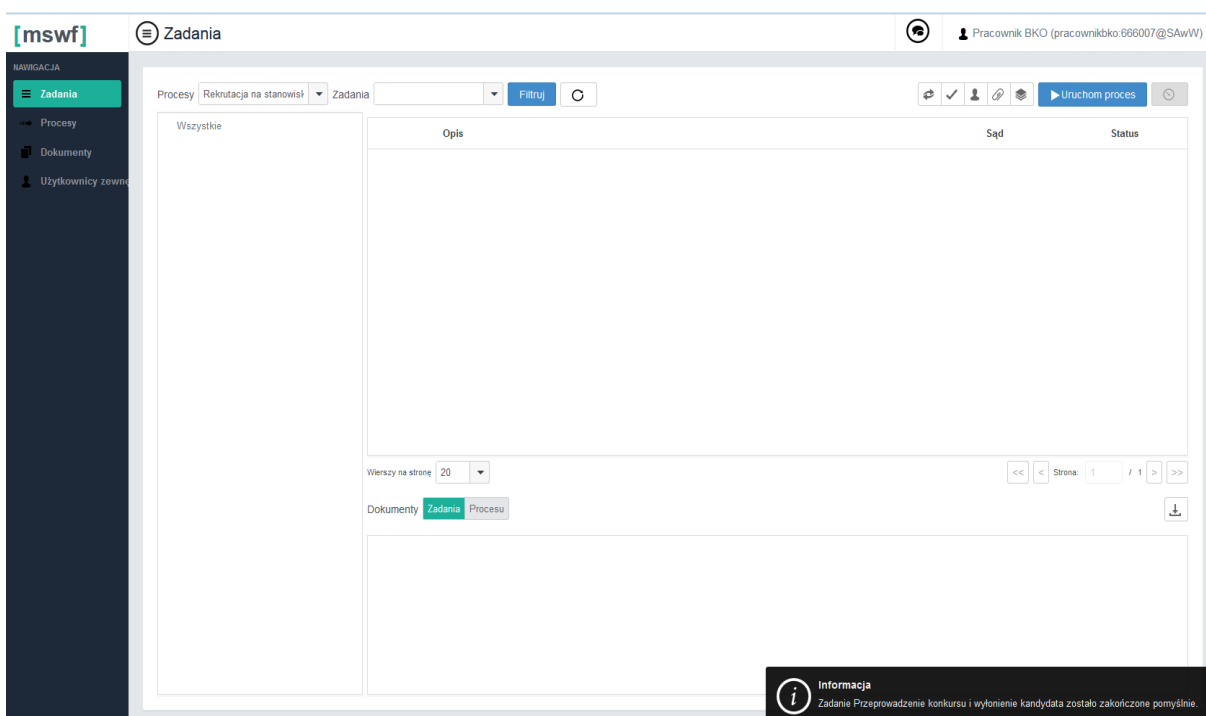 [mswf]
Zadania
Pracownik BKO (pracownikbko:666007@SAwW)
NAWIGACJA
Zadania
Procesy
Dokumenty
Użytkownicy zewnę
Procesy Rekrutacja na stanowisk Zadania Filtruj Uruchom proces
Wszystkie
Opis Sąd Status
Wierszy na stronę 20 << < Strona: 1 / 1 > >>
Dokumenty Zadania Procesu
Informacja
Zadanie Przeprowadzenie konkursu i wyłonienie kandydata zostało zakończone pomyślnie.